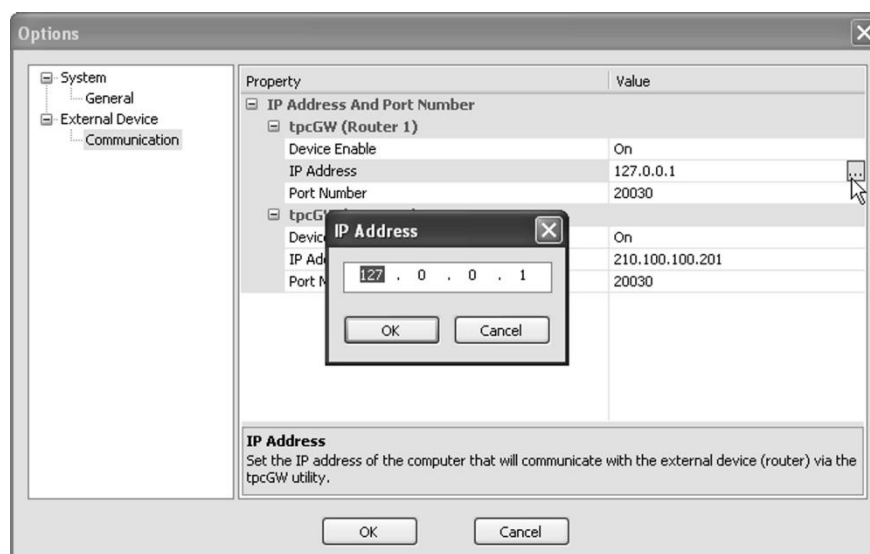 Options
System
General
External Device
Communication
Property Value
IP Address And Port Number
tpcGW (Router 1)
Device Enable On
IP Address 127.0.0.1 ...
Port Number 20030
On
210.100.100.201
20030
IP Address
127 . 0 . 0 . 1
OK Cancel
IP Address
Set the IP address of the computer that will communicate with the external device (router) via the
tpcGW utility.
OK Cancel